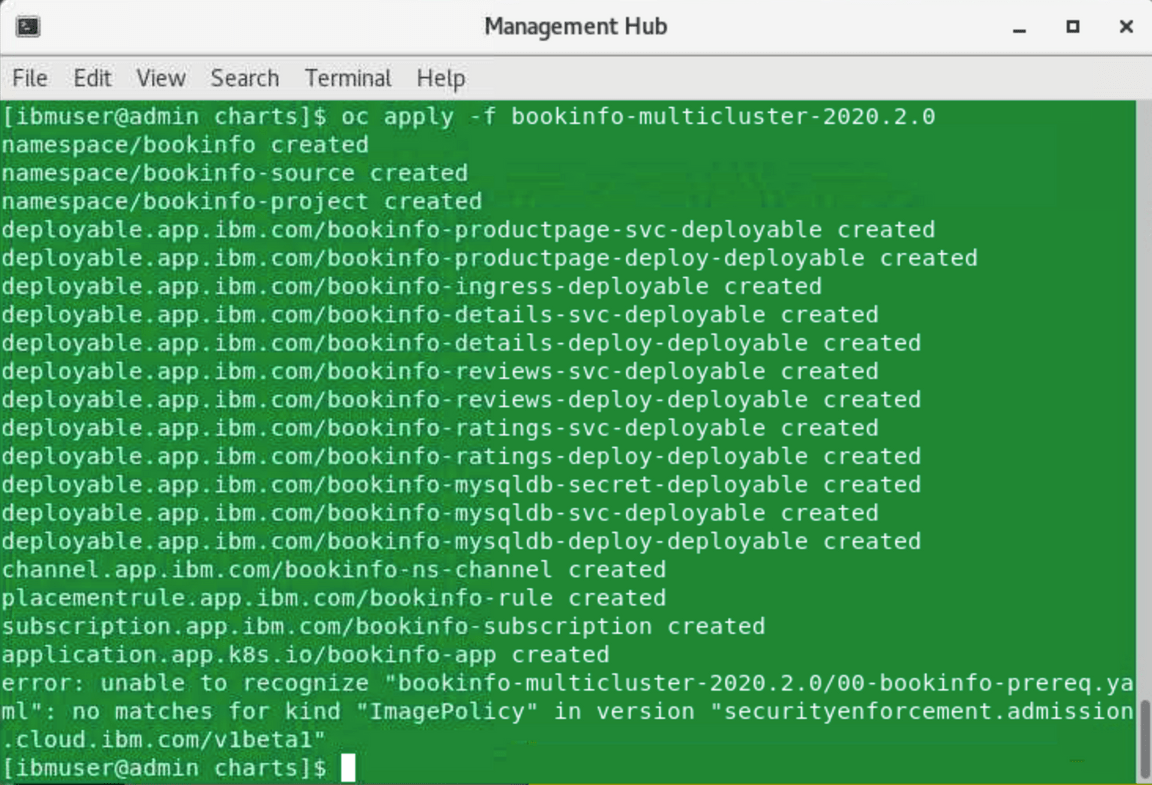 Management Hub
File Edit View Search Terminal Help
[ibmuser@admin charts]$ oc apply -f bookinfo-multicluster-2020.2.0
namespace/bookinfo created
namespace/bookinfo-source created
namespace/bookinfo-project created
deployable.app.ibm.com/bookinfo-productpage-svc-deployable created
deployable.app.ibm.com/bookinfo-productpage-deploy-deployable created
deployable.app.ibm.com/bookinfo-ingress-deployable created
deployable.app.ibm.com/bookinfo-details-svc-deployable created
deployable.app.ibm.com/bookinfo-details-deploy-deployable created
deployable.app.ibm.com/bookinfo-reviews-svc-deployable created
deployable.app.ibm.com/bookinfo-reviews-deploy-deployable created
deployable.app.ibm.com/bookinfo-ratings-svc-deployable created
deployable.app.ibm.com/bookinfo-ratings-deploy-deployable created
deployable.app.ibm.com/bookinfo-mysqldb-secret-deployable created
deployable.app.ibm.com/bookinfo-mysqldb-svc-deployable created
deployable.app.ibm.com/bookinfo-mysqldb-deploy-deployable created
channel.app.ibm.com/bookinfo-ns-channel created
placementrule.app.ibm.com/bookinfo-rule created
subscription.app.ibm.com/bookinfo-subscription created
application.app.k8s.io/bookinfo-app created
error: unable to recognize "bookinfo-multicluster-2020.2.0/00-bookinfo-prereq.ya
ml": no matches for kind "ImagePolicy" in version "securityenforcement.admission
.cloud.ibm.com/v1beta1"
[ibmuser@admin charts]$